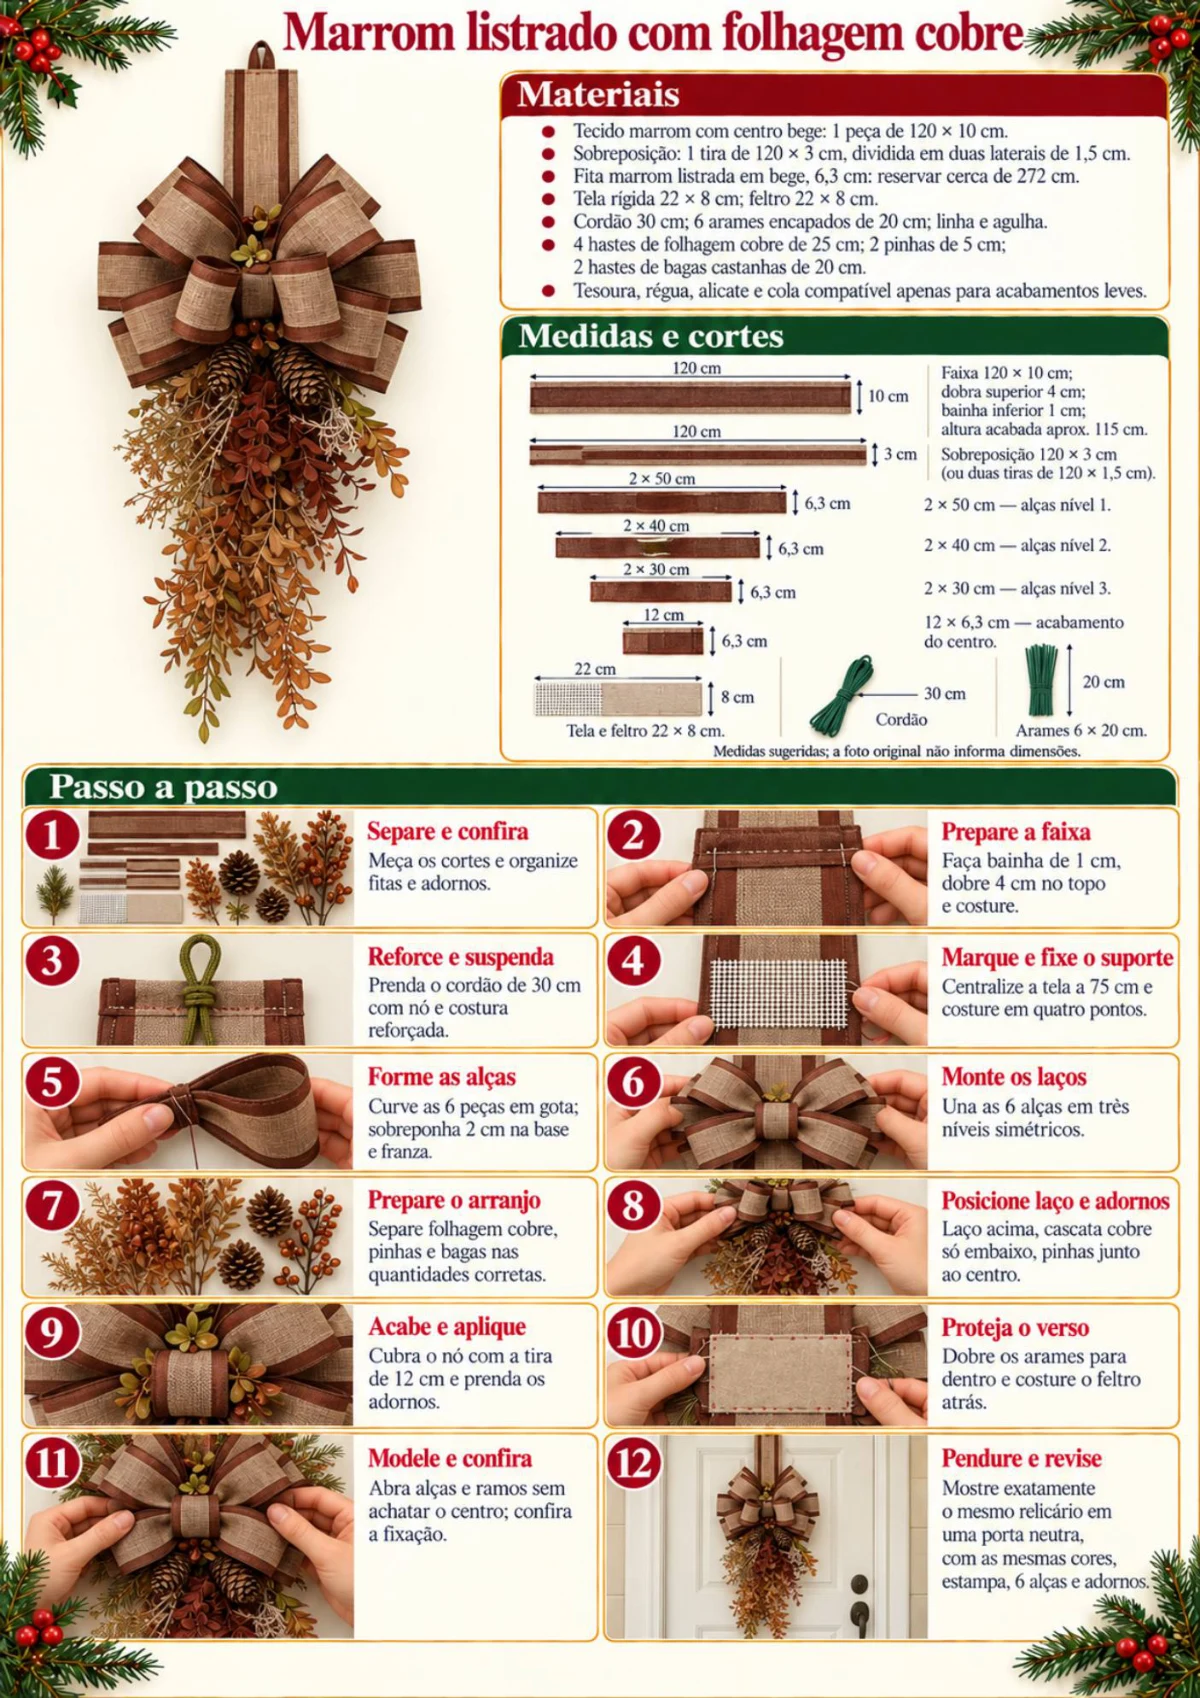 Marrom listrado com folhagem cobre
Materiais
Tecido marrom com centro bege: 1 peça de 120 × 10 cm.
Sobreposição: 1 tira de 120 × 3 cm, dividida em duas laterais de 1,5 cm.
Fita marrom listrada em bege, 6,3 cm: reservar cerca de 272 cm.
Tela rígida 22 × 8 cm; feltro 22 × 8 cm.
Cordão 30 cm; 6 arames encapados de 20 cm; linha e agulha.
4 hastes de folhagem cobre de 25 cm; 2 pinhas de 5 cm;
2 hastes de bagas castanhas de 20 cm.
Tesoura, régua, alicate e cola compatível apenas para acabamentos leves.
Medidas e cortes
120 cm
10 cm
Faixa 120 × 10 cm;
dobra superior 4 cm;
bainha inferior 1 cm;
altura acabada aprox. 115 cm.
120 cm
3 cm
Sobreposição 120 × 3 cm
(ou duas tiras de 120 × 1,5 cm).
2 × 50 cm
6,3 cm
2 × 50 cm — alças nível 1.
2 × 40 cm
6,3 cm
2 × 40 cm — alças nível 2.
2 × 30 cm
6,3 cm
2 × 30 cm — alças nível 3.
12 cm
6,3 cm
12 × 6,3 cm — acabamento
do centro.
22 cm
8 cm
Tela e feltro 22 × 8 cm.
30 cm
Cordão
20 cm
Arames 6 × 20 cm.
Medidas sugeridas; a foto original não informa dimensões.
Passo a passo
1
Separe e confira
Meça os cortes e organize
fitas e adornos.
2
Prepare a faixa
Faça bainha de 1 cm,
dobre 4 cm no topo
e costure.
3
Reforce e suspenda
Prenda o cordão de 30 cm
com nó e costura
reforçada.
4
Marque e fixe o suporte
Centralize a tela a 75 cm e
costure em quatro pontos.
5
Forme as alças
Curve as 6 peças em gota;
sobreponha 2 cm na base
e franza.
6
Monte os laços
Una as 6 alças em très
níveis simétricos.
7
Prepare o arranjo
Separe folhagem cobre,
pinhas e bagas nas
quantidades corretas.
8
Posicione laço e adornos
Laço acima, cascata cobre
só embaixo, pinhas junto
ao centro.
9
Acabe e aplique
Cubra o nó com a tira
de 12 cm e prenda os
adornos.
10
Proteja o verso
Dobre os arames para
dentro e costure o feltro
atrás.
11
Modele e confira
Abra alças e ramos sem
achatar o centro; confira
a fixação.
12
Pendure e revise
Mostre exatamente
o mesmo relicário em
uma porta neutra,
com as mesmas cores,
estampa, 6 alças e adornos.